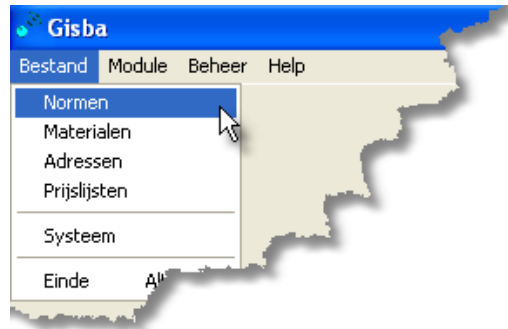 Gisba
Bestand Module Beheer Help
Normen
Materialen
Adressen
Prijslijsten
Systeem
Einde